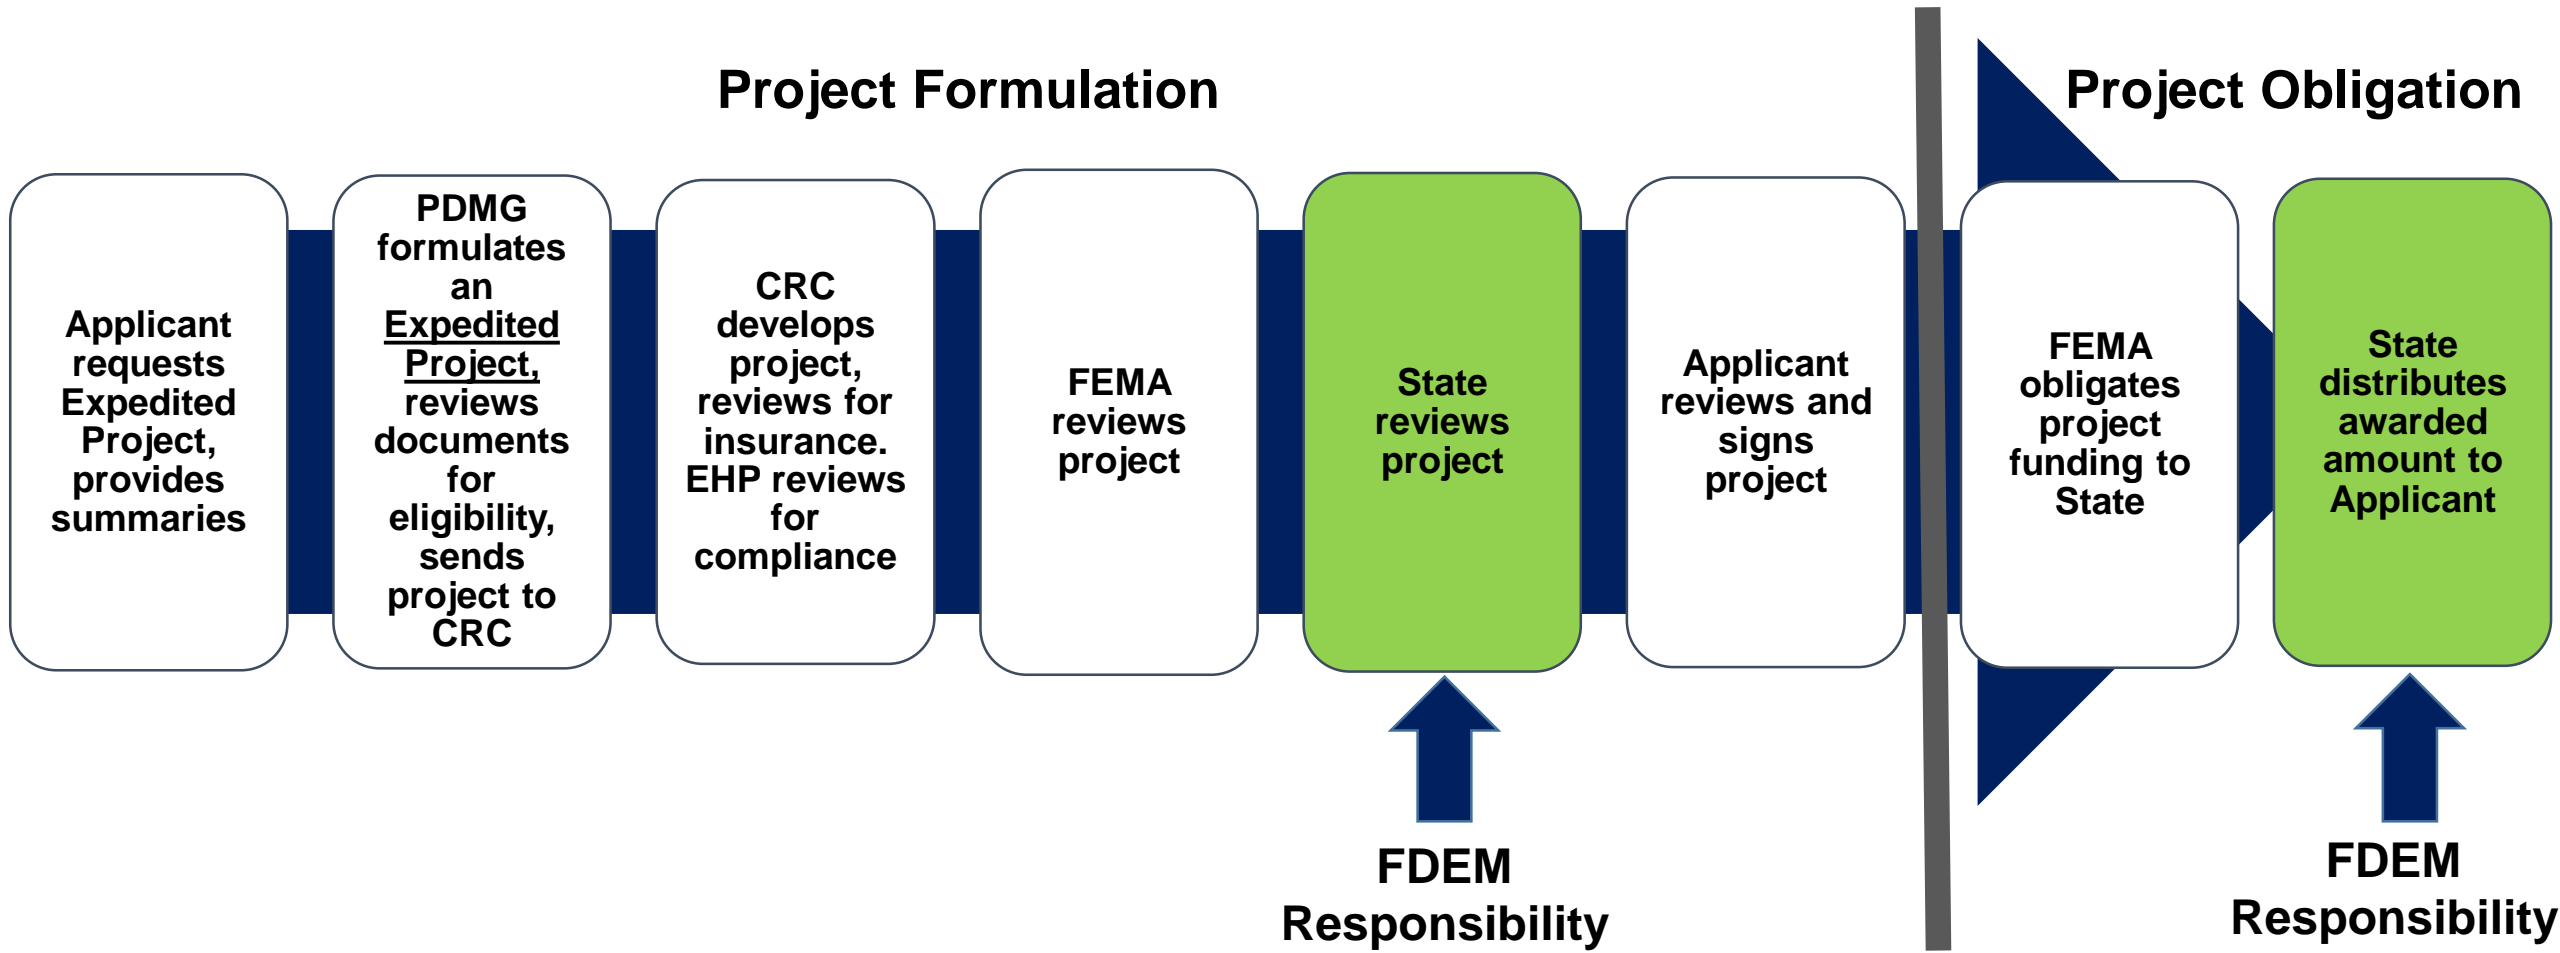 Project Formulation
Project Obligation
Applicant
requests
Expedited
Project,
provides
summaries
PDMG
formulates
an
Expedited
Project,
reviews
documents
for
eligibility,
sends
project to
CRC
CRC
develops
project,
reviews for
insurance.
EHP reviews
for
compliance
FEMA
reviews
project
State
reviews
project
Applicant
reviews and
signs
project
FEMA
obligates
project
funding to
State
State
distributes
awarded
amount to
Applicant
FDEM
Responsibility
FDEM
Responsibility